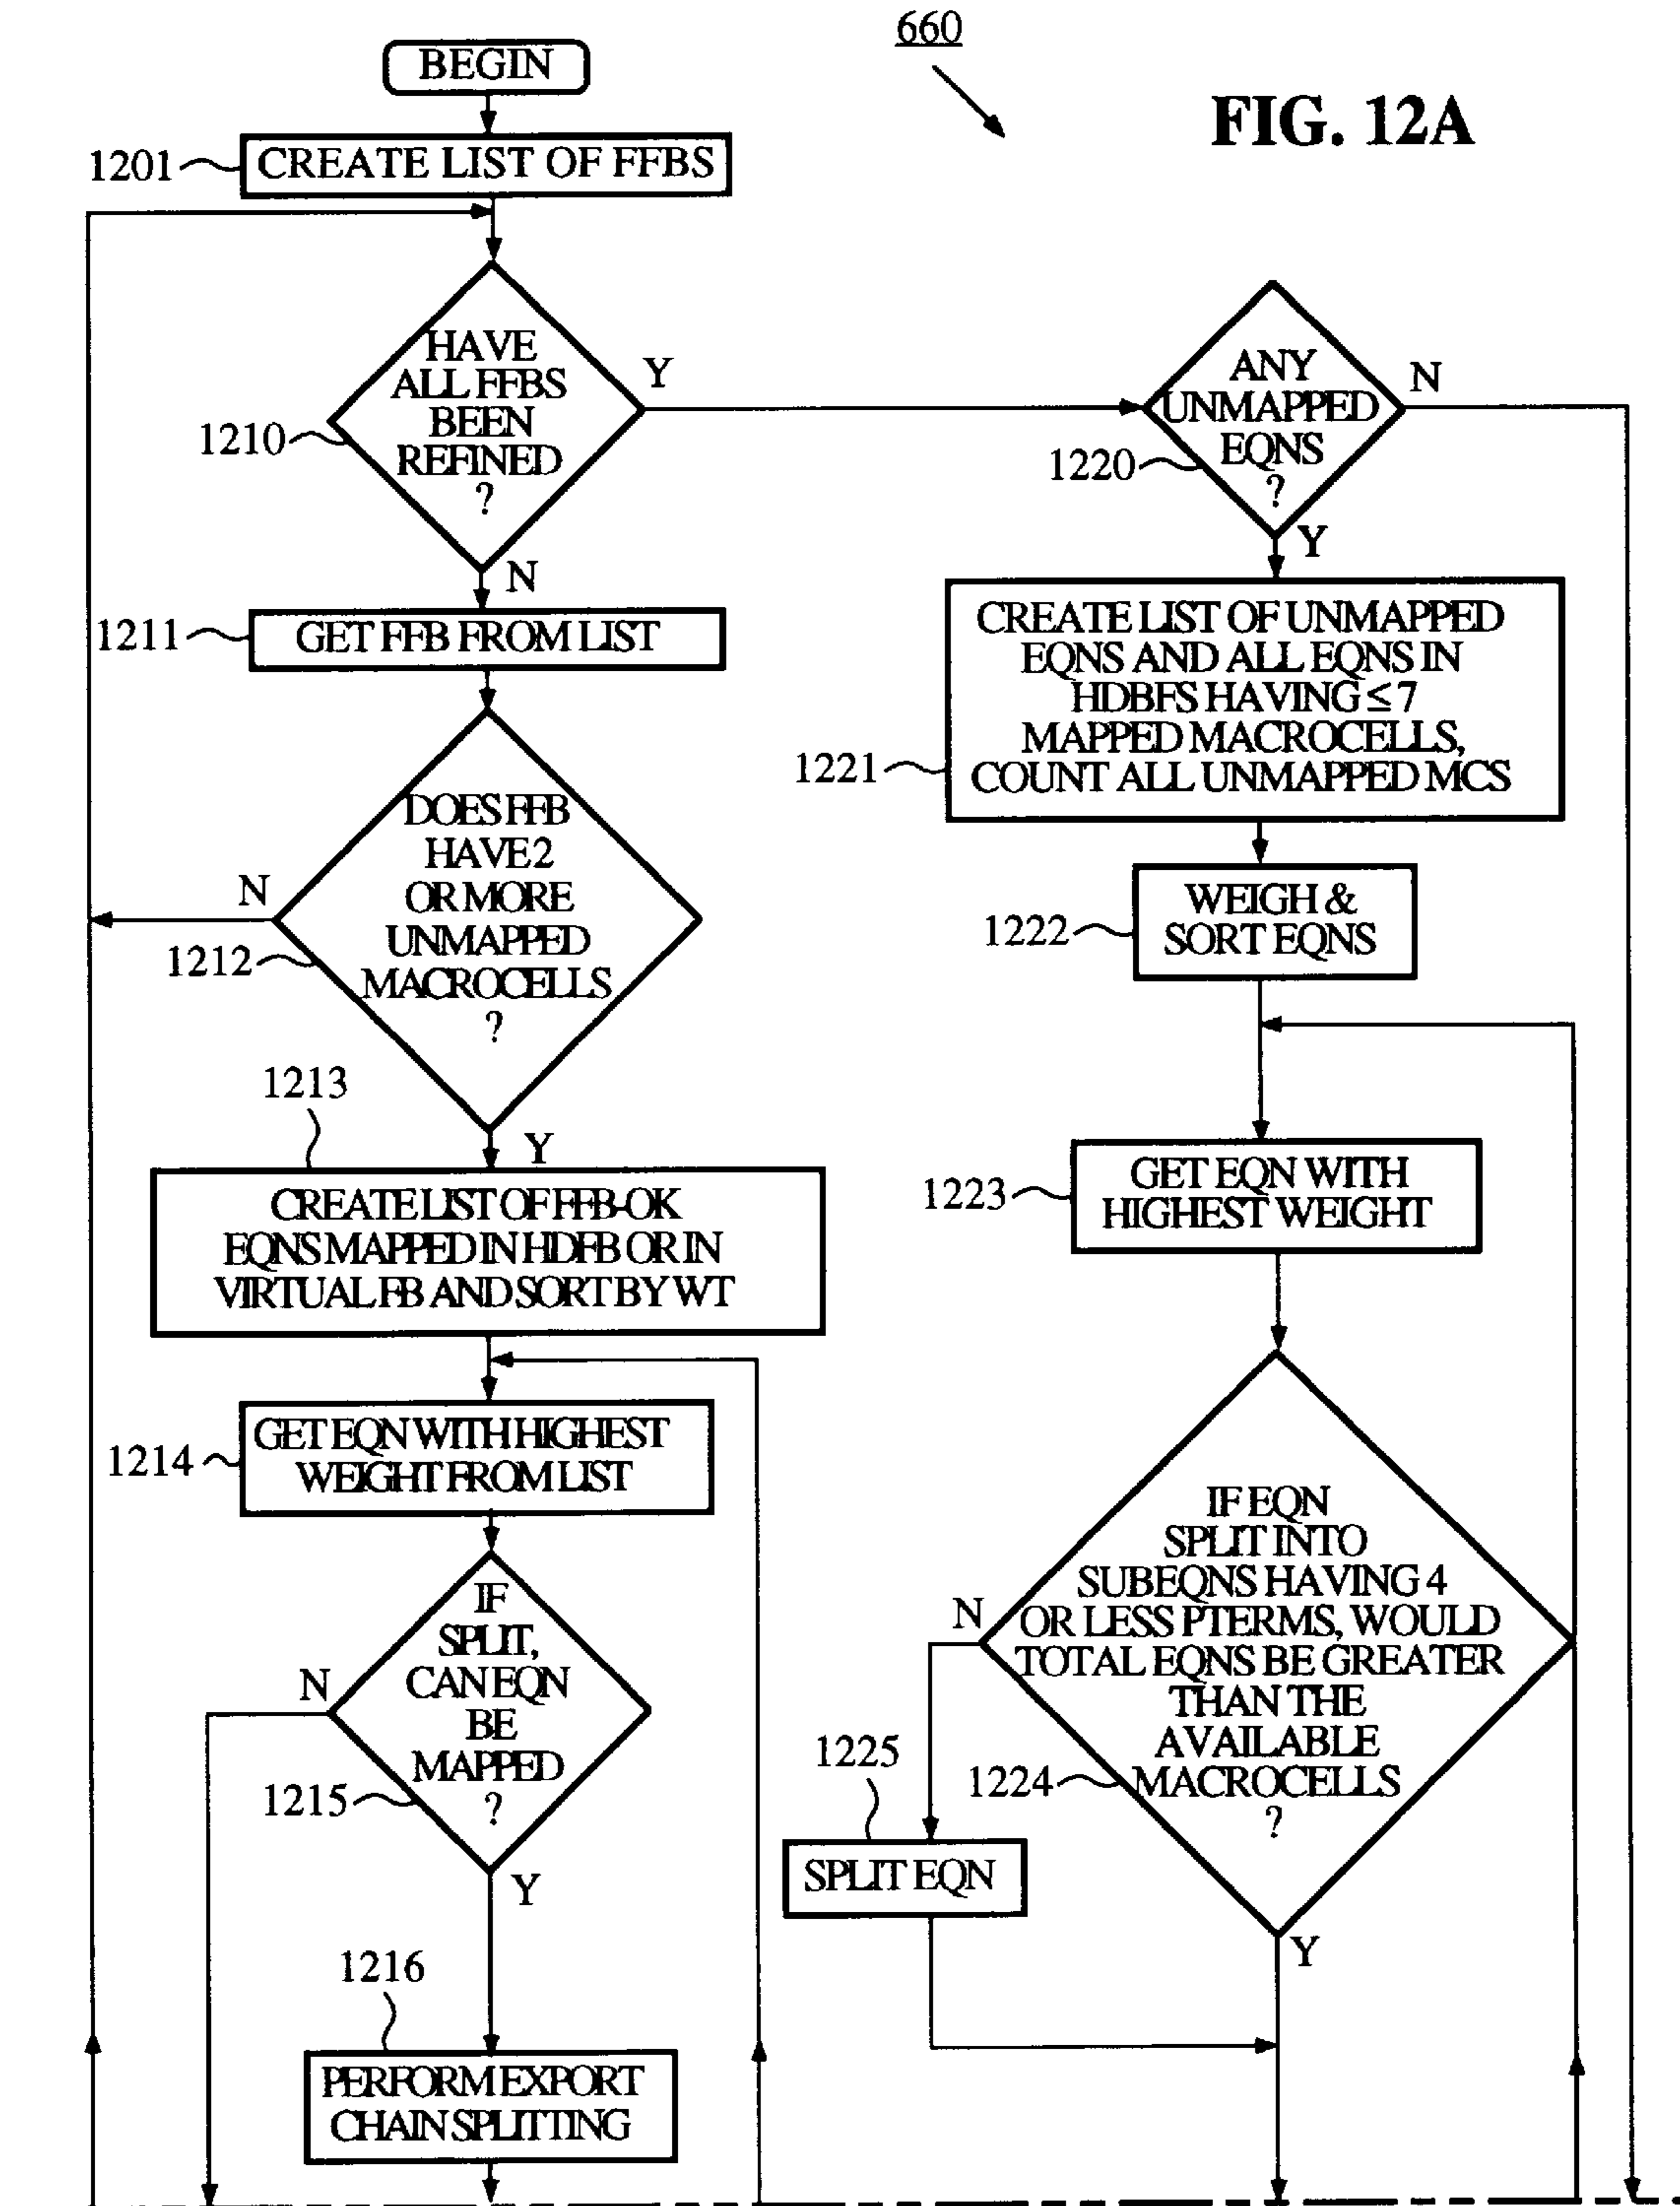 660
FIG. 12A
BEGIN
1201
CREATE LIST OF FFBS
HAVE
ALL FFBS
BEEN
REFINED
?
1210
Y
N
1211
GET FFB FROM LIST
DOES FFB
HAVE 2
OR MORE
UNMAPPED
MACROCELLS
?
N
1212
Y
1213
CREATE LIST OF FFB-OK
EQNS MAPPED IN HDFB OR IN
VIRTUAL FB AND SORT BY WT
1214
GET EQN WITH HIGHEST
WEIGHT FROM LIST
IF
SPLIT,
CAN EQN
BE
MAPPED
?
N
1215
Y
1216
PERFORM EXPORT
CHAIN SPLITTING
ANY
UNMAPPED
EQNS
?
N
1220
Y
CREATE LIST OF UNMAPPED
EQNS AND ALL EQNS IN
HDBFS HAVING ≤ 7
MAPPED MACROCELLS,
COUNT ALL UNMAPPED MCS
1221
WEIGH &
SORT EQNS
1222
GET EQN WITH
HIGHEST WEIGHT
1223
IF EQN
SPLIT INTO
SUBEQNS HAVING 4
OR LESS PTERMS, WOULD
TOTAL EQNS BE GREATER
THAN THE
AVAILABLE
MACROCELLS
?
N
1224
1225
SPLIT EQN
Y